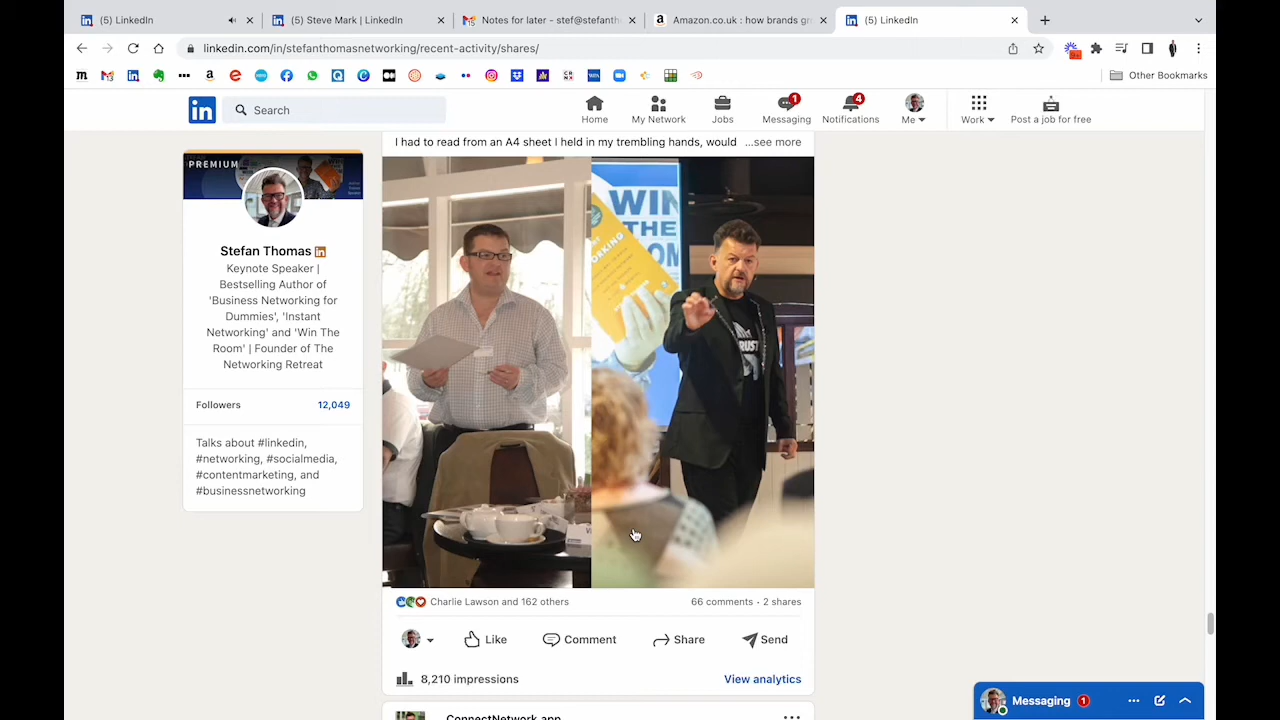 (5) LinkedIn
(5) Steve Mark | LinkedIn
Notes for later - stef@stefanth
Amazon.co.uk : how brands gr
(5) LinkedIn
linkedin.com/in/stefanthomasnetworking/recent-activity/shares/
Other Bookmarks
in
Search
Home
My Network
Jobs
1
Messaging
4
Notifications
Me
Work
Post a job for free
PREMIUM
Stefan Thomas in
Keynote Speaker |
Bestselling Author of
'Business Networking for
Dummies', 'Instant
Networking' and 'Win The
Room' | Founder of The
Networking Retreat
Followers 12,049
Talks about #linkedin,
#networking, #socialmedia,
#contentmarketing, and
#businessnetworking
I had to read from an A4 sheet I held in my trembling hands, would ...see more
WIN
THE
Charlie Lawson and 162 others
66 comments • 2 shares
Like
Comment
Share
Send
8,210 impressions
View analytics
ConnectNetwork.app
Messaging 1